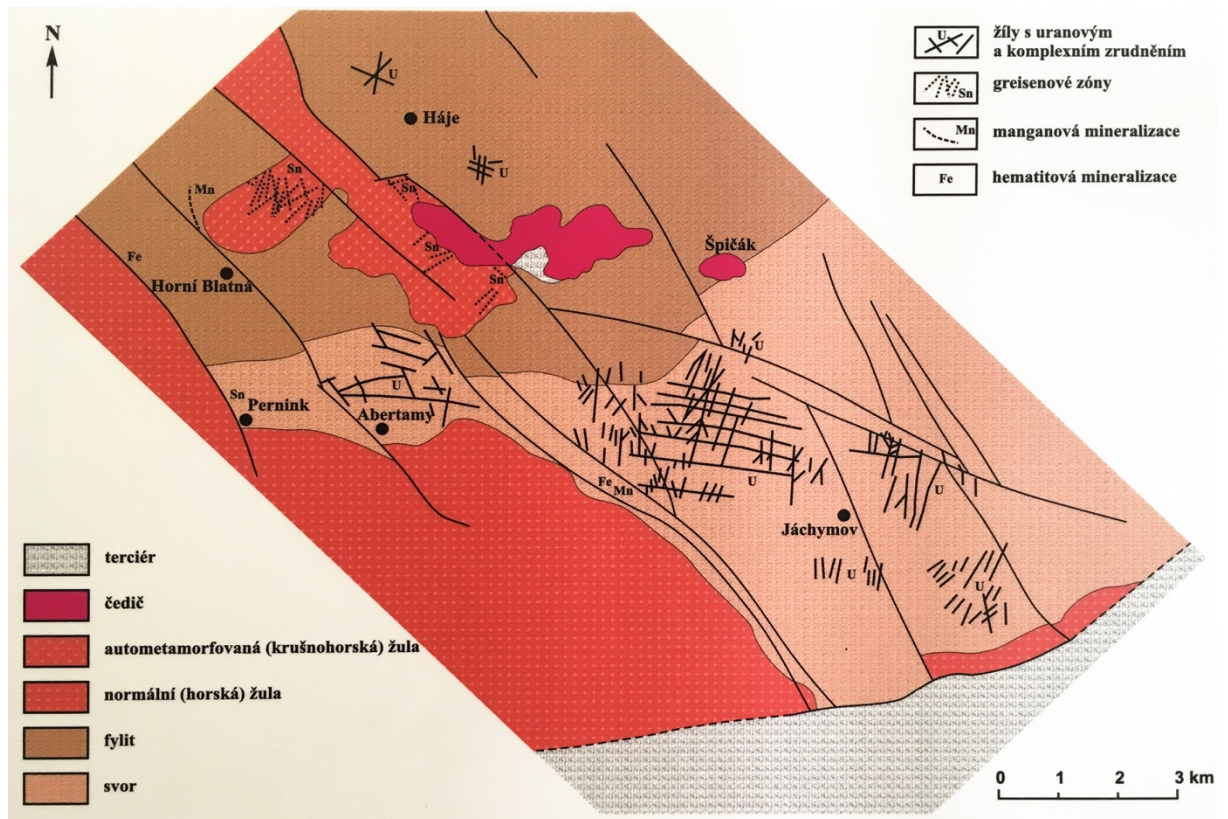 N
žíly s uranovým
a komplexním zrudněním
U
greisenové zóny
Sn
manganová mineralizace
Mn
hematitová mineralizace
Fe
U
Háje
U
Sn
Mn
Sn
Sn
Špičák
Fe
Horní Blatná
Sn
U
U
Sn
Pernink
Abertamy
Fe
Mn
U
U
Jáchymov
U
U
terciér
čedič
autometamorfovaná (krušnohorská) žula
normální (horská) žula
fylit
svor
0 1 2 3 km